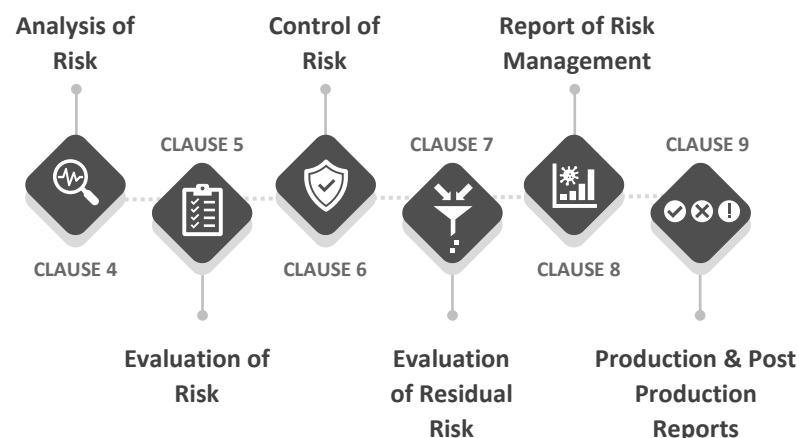 Analysis of
Risk
Control of
Risk
Report of Risk
Management
CLAUSE 5
CLAUSE 7
CLAUSE 9
CLAUSE 4
CLAUSE 6
CLAUSE 8
Evaluation of
Risk
Evaluation
of Residual
Risk
Production & Post
Production
Reports